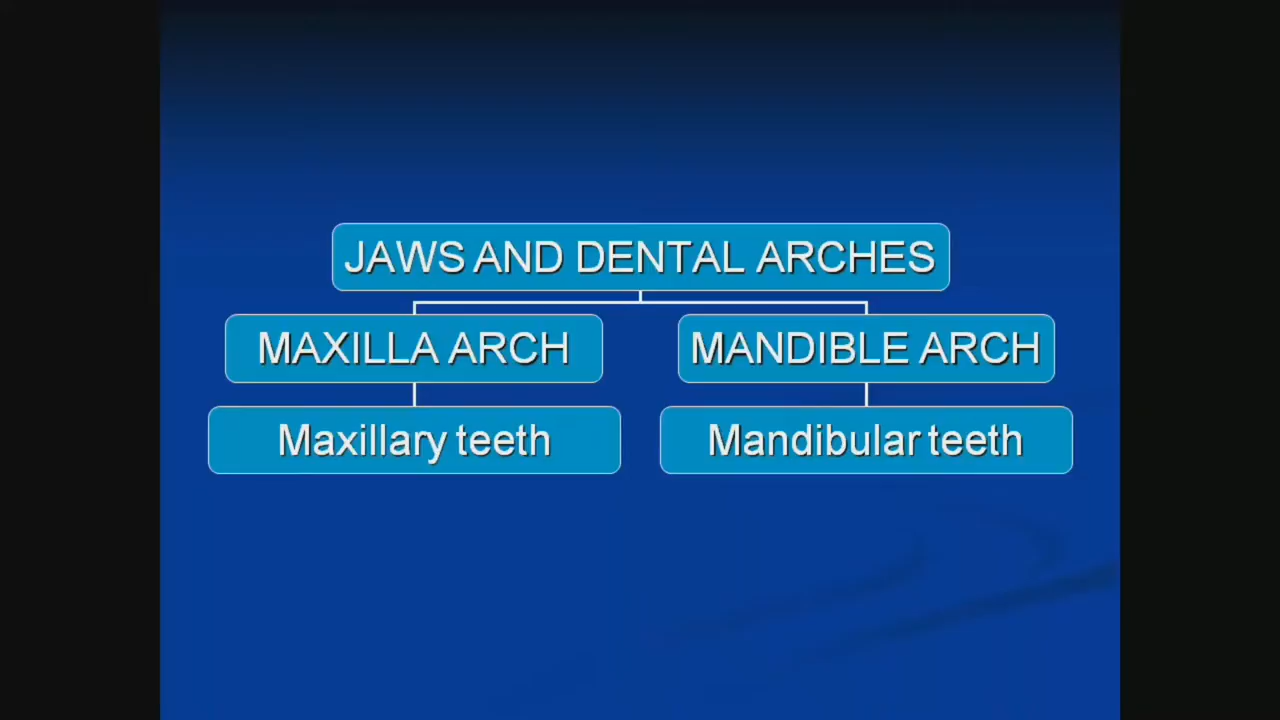 JAWS AND DENTAL ARCHES
MAXILLA ARCH
MANDIBLE ARCH
Maxillary teeth
Mandibular teeth